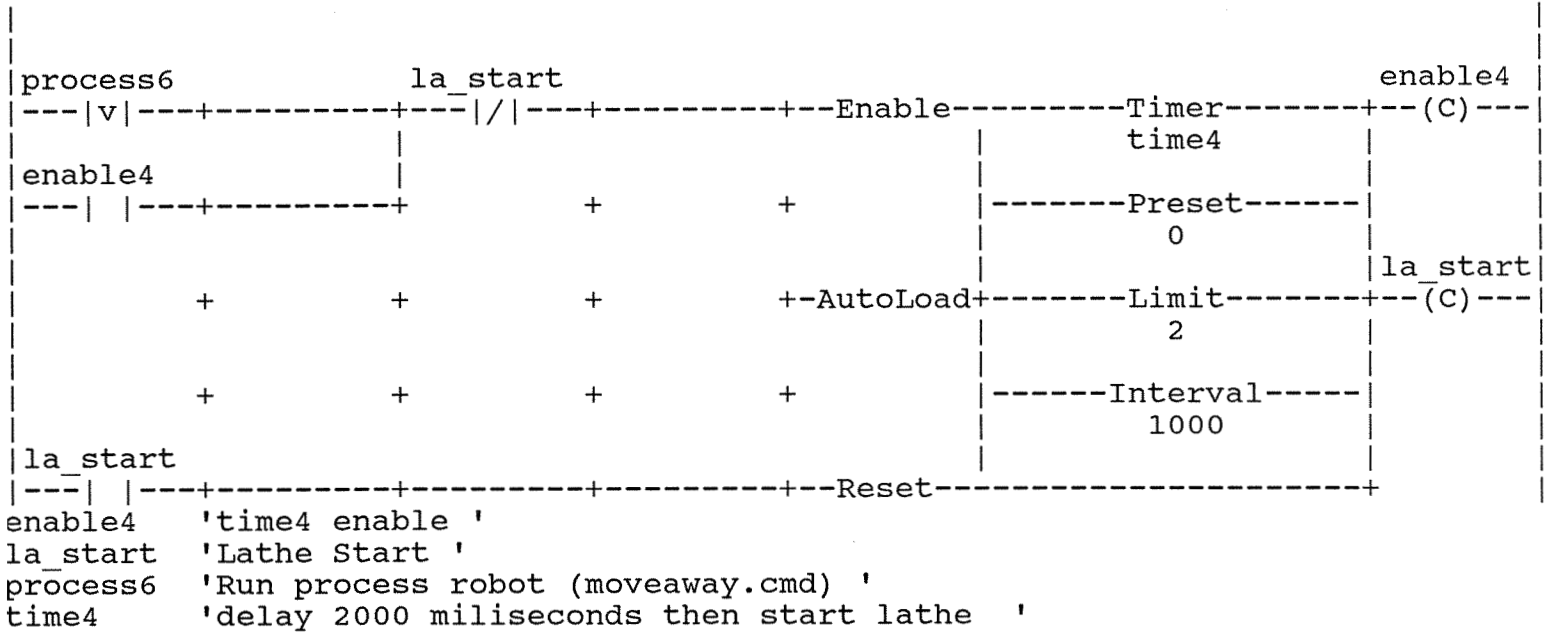 process6 la_start enable4
---|v|---+----------+---|/|---+----------+--Enable---------Timer-------+--(C)---
time4
enable4
---| |---+----------+ + + |-------Preset------|
0
la_start
+ + + +-AutoLoad+-------Limit-------+--(C)---
2
+ + + + |------Interval-----|
1000
la_start
---| |---+----------+---------+----------+--Reset-----------------------+
enable4 'time4 enable '
la_start 'Lathe Start '
process6 'Run process robot (moveaway.cmd) '
time4 'delay 2000 miliseconds then start lathe '